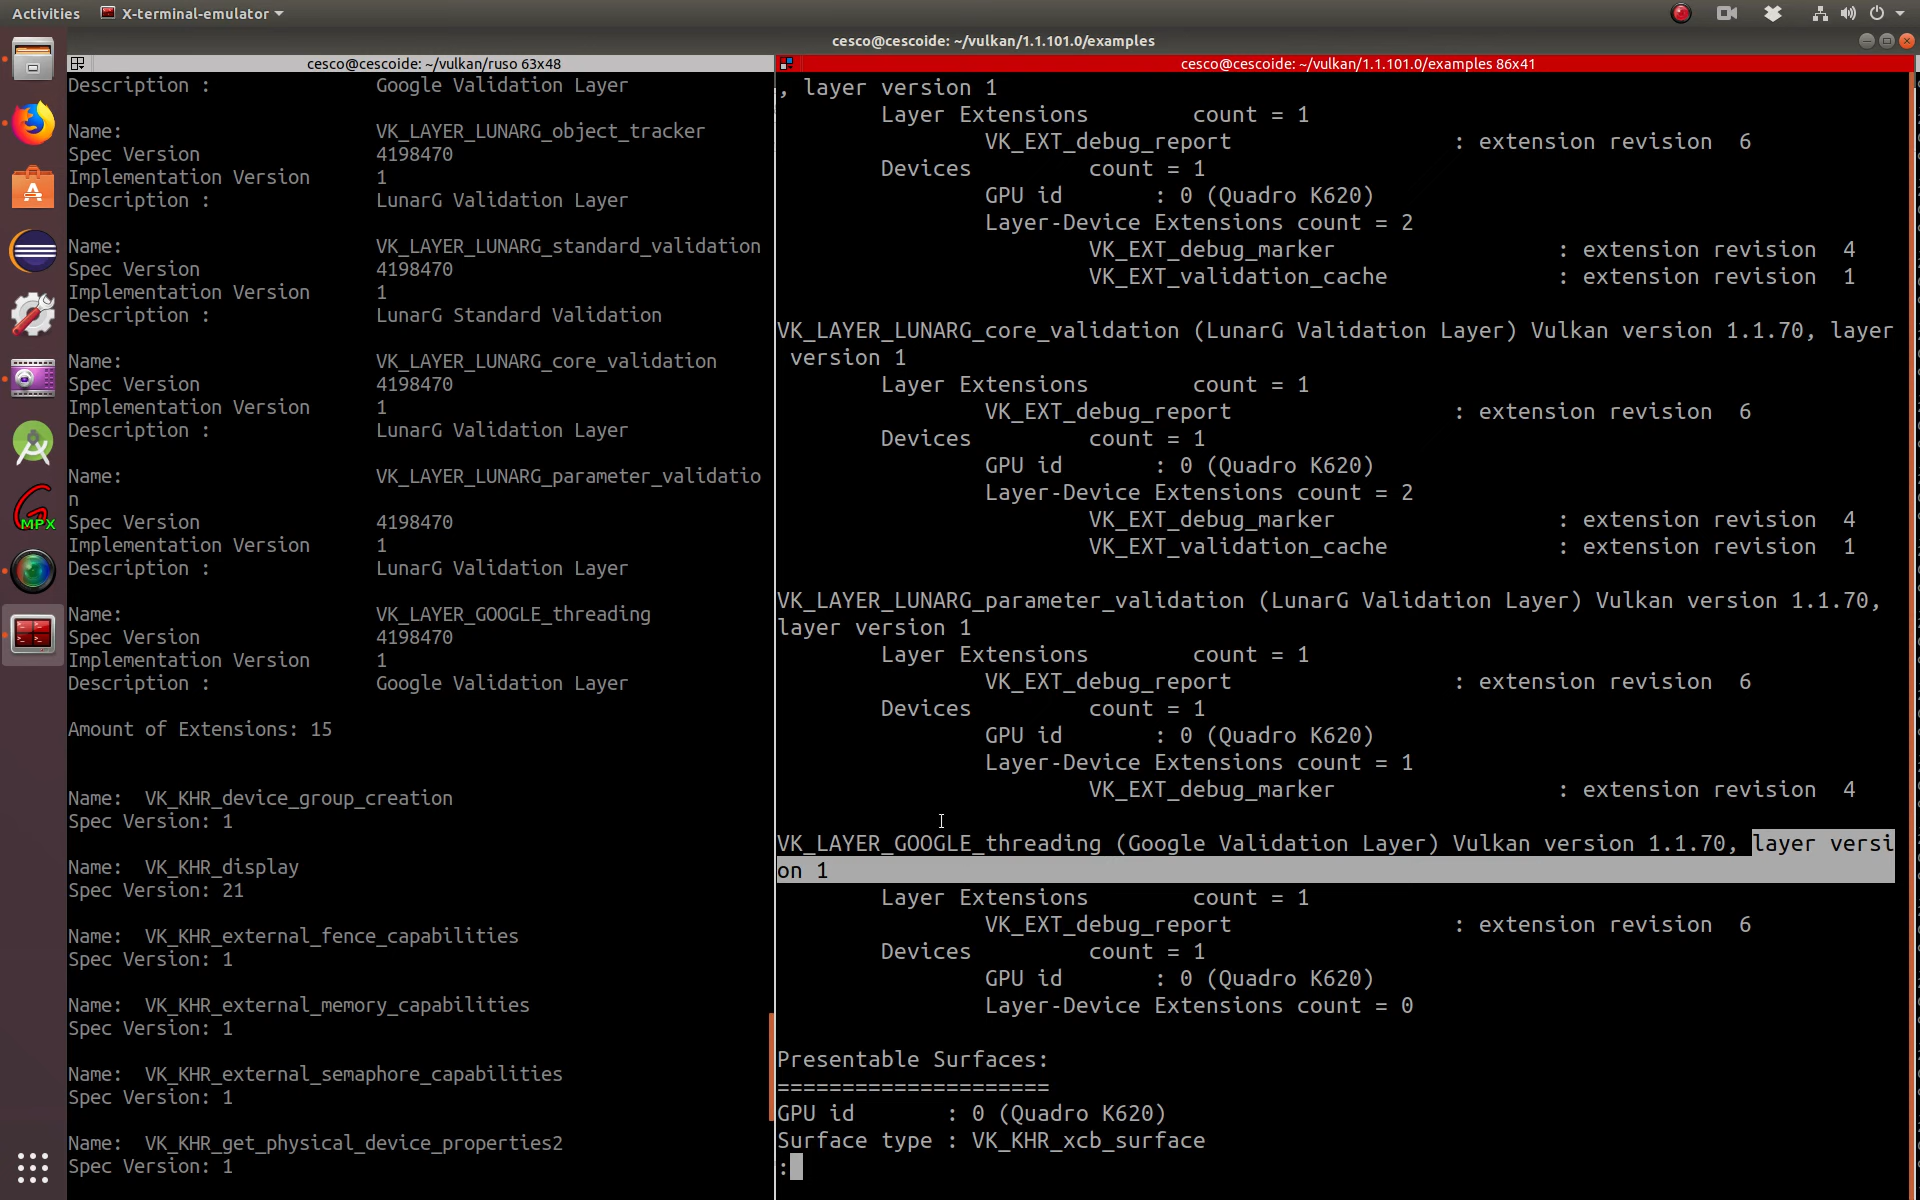 Activities X-terminal-emulator
cesco@cescoide: ~/vulkan/1.1.101.0/examples
cesco@cescoide: ~/vulkan/ruso 63x48
Description : Google Validation Layer
Name: VK_LAYER_LUNARG_object_tracker
Spec Version 4198470
Implementation Version 1
Description : LunarG Validation Layer
Name: VK_LAYER_LUNARG_standard_validation
Spec Version 4198470
Implementation Version 1
Description : LunarG Standard Validation
Name: VK_LAYER_LUNARG_core_validation
Spec Version 4198470
Implementation Version 1
Description : LunarG Validation Layer
Name: VK_LAYER_LUNARG_parameter_validatio
n
Spec Version 4198470
Implementation Version 1
Description : LunarG Validation Layer
Name: VK_LAYER_GOOGLE_threading
Spec Version 4198470
Implementation Version 1
Description : Google Validation Layer
Amount of Extensions: 15
Name: VK_KHR_device_group_creation
Spec Version: 1
Name: VK_KHR_display
Spec Version: 21
Name: VK_KHR_external_fence_capabilities
Spec Version: 1
Name: VK_KHR_external_memory_capabilities
Spec Version: 1
Name: VK_KHR_external_semaphore_capabilities
Spec Version: 1
Name: VK_KHR_get_physical_device_properties2
Spec Version: 1
cesco@cescoide: ~/vulkan/1.1.101.0/examples 86x41
, layer version 1
Layer Extensions count = 1
VK_EXT_debug_report : extension revision 6
Devices count = 1
GPU id : 0 (Quadro K620)
Layer-Device Extensions count = 2
VK_EXT_debug_marker : extension revision 4
VK_EXT_validation_cache : extension revision 1
VK_LAYER_LUNARG_core_validation (LunarG Validation Layer) Vulkan version 1.1.70, layer
version 1
Layer Extensions count = 1
VK_EXT_debug_report : extension revision 6
Devices count = 1
GPU id : 0 (Quadro K620)
Layer-Device Extensions count = 2
VK_EXT_debug_marker : extension revision 4
VK_EXT_validation_cache : extension revision 1
VK_LAYER_LUNARG_parameter_validation (LunarG Validation Layer) Vulkan version 1.1.70,
layer version 1
Layer Extensions count = 1
VK_EXT_debug_report : extension revision 6
Devices count = 1
GPU id : 0 (Quadro K620)
Layer-Device Extensions count = 1
VK_EXT_debug_marker : extension revision 4
VK_LAYER_GOOGLE_threading (Google Validation Layer) Vulkan version 1.1.70, layer versi
on 1
Layer Extensions count = 1
VK_EXT_debug_report : extension revision 6
Devices count = 1
GPU id : 0 (Quadro K620)
Layer-Device Extensions count = 0
Presentable Surfaces:
=====================
GPU id : 0 (Quadro K620)
Surface type : VK_KHR_xcb_surface
:
MPX